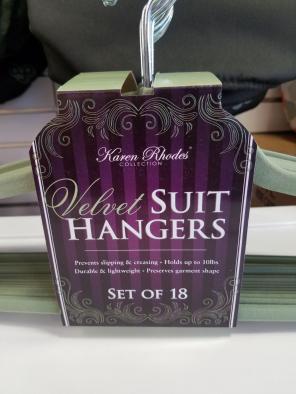 Karen Rhodes®
COLLECTION
Velvet SUIT
HANGERS
Prevents slipping & creasing • Holds up to 10lbs
Durable & lightweight • Preserves garment shape
SET OF 18